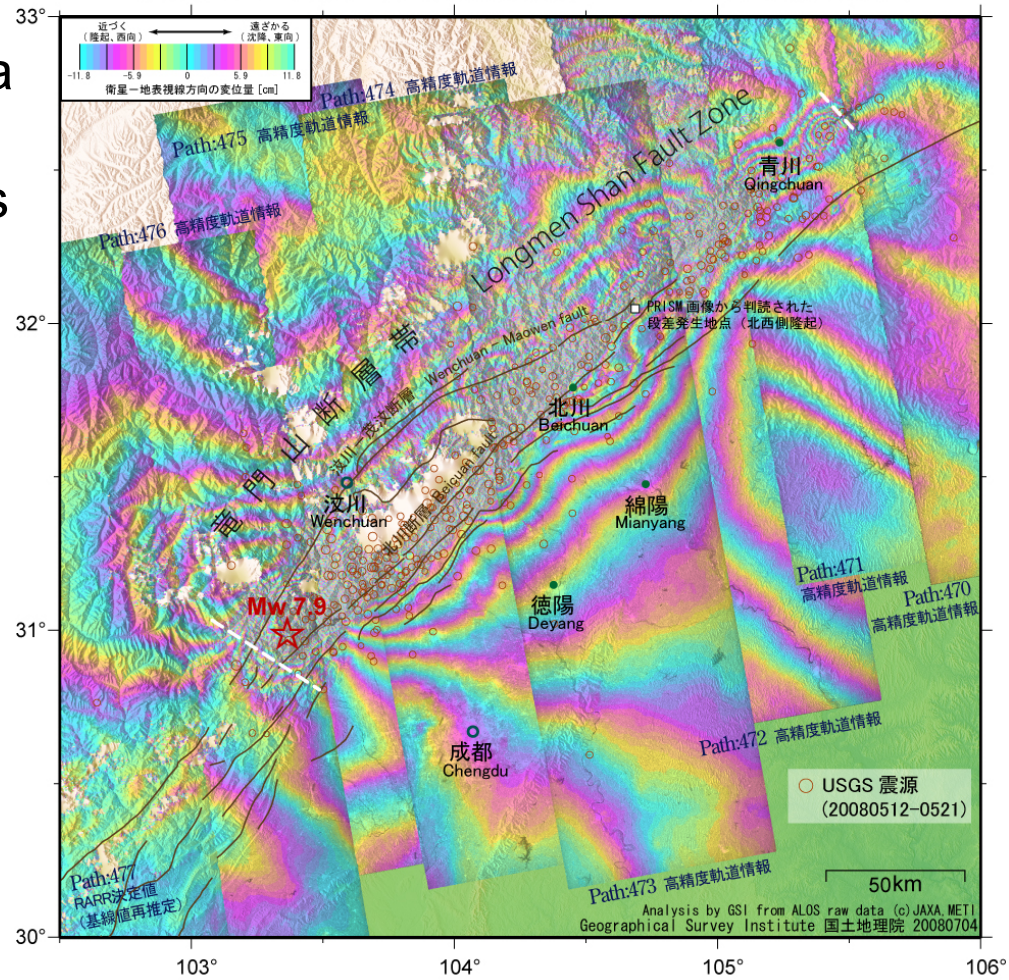 a
s
33°
32°
31°
30°
103°
104°
105°
106°
近づく
(隆起、西向)
遠ざかる
(沈降、東向)
-11.8
-5.9
0
5.9
11.8
衛星－地表視線方向の変位量 [cm]
Path:474 高精度軌道情報
Path:475 高精度軌道情報
Path:476 高精度軌道情報
Longmen Shan Fault Zone
青川
Qingchuan
PRISM 画像から判読された
段差発生地点（北西側隆起）
竜門山断層帯
汶川－茂汶断層 Wenchuan - Maowen fault
北川
Beichuan
汶川
Wenchuan
北川断層 Beicuan fault
綿陽
Mianyang
徳陽
Deyang
Path:471
高精度軌道情報
Path:470
高精度軌道情報
Mw 7.9
成都
Chengdu
Path:472 高精度軌道情報
USGS 震源
(20080512-0521)
Path:477
RARR決定値
(基線値再推定)
Path:473 高精度軌道情報
50km
Analysis by GSI from ALOS raw data (c)JAXA,METI
Geographical Survey Institute 国土地理院 20080704